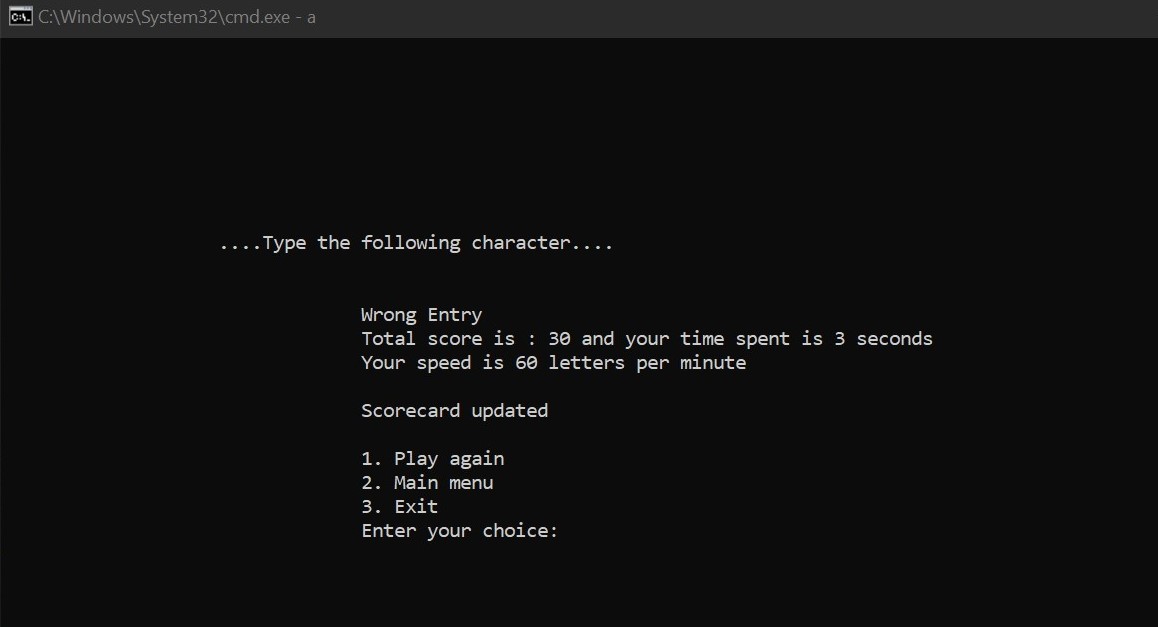 C:\Windows\System32\cmd.exe - a
....Type the following character....
Wrong Entry
Total score is : 30 and your time spent is 3 seconds
Your speed is 60 letters per minute
Scorecard updated
1. Play again
2. Main menu
3. Exit
Enter your choice: